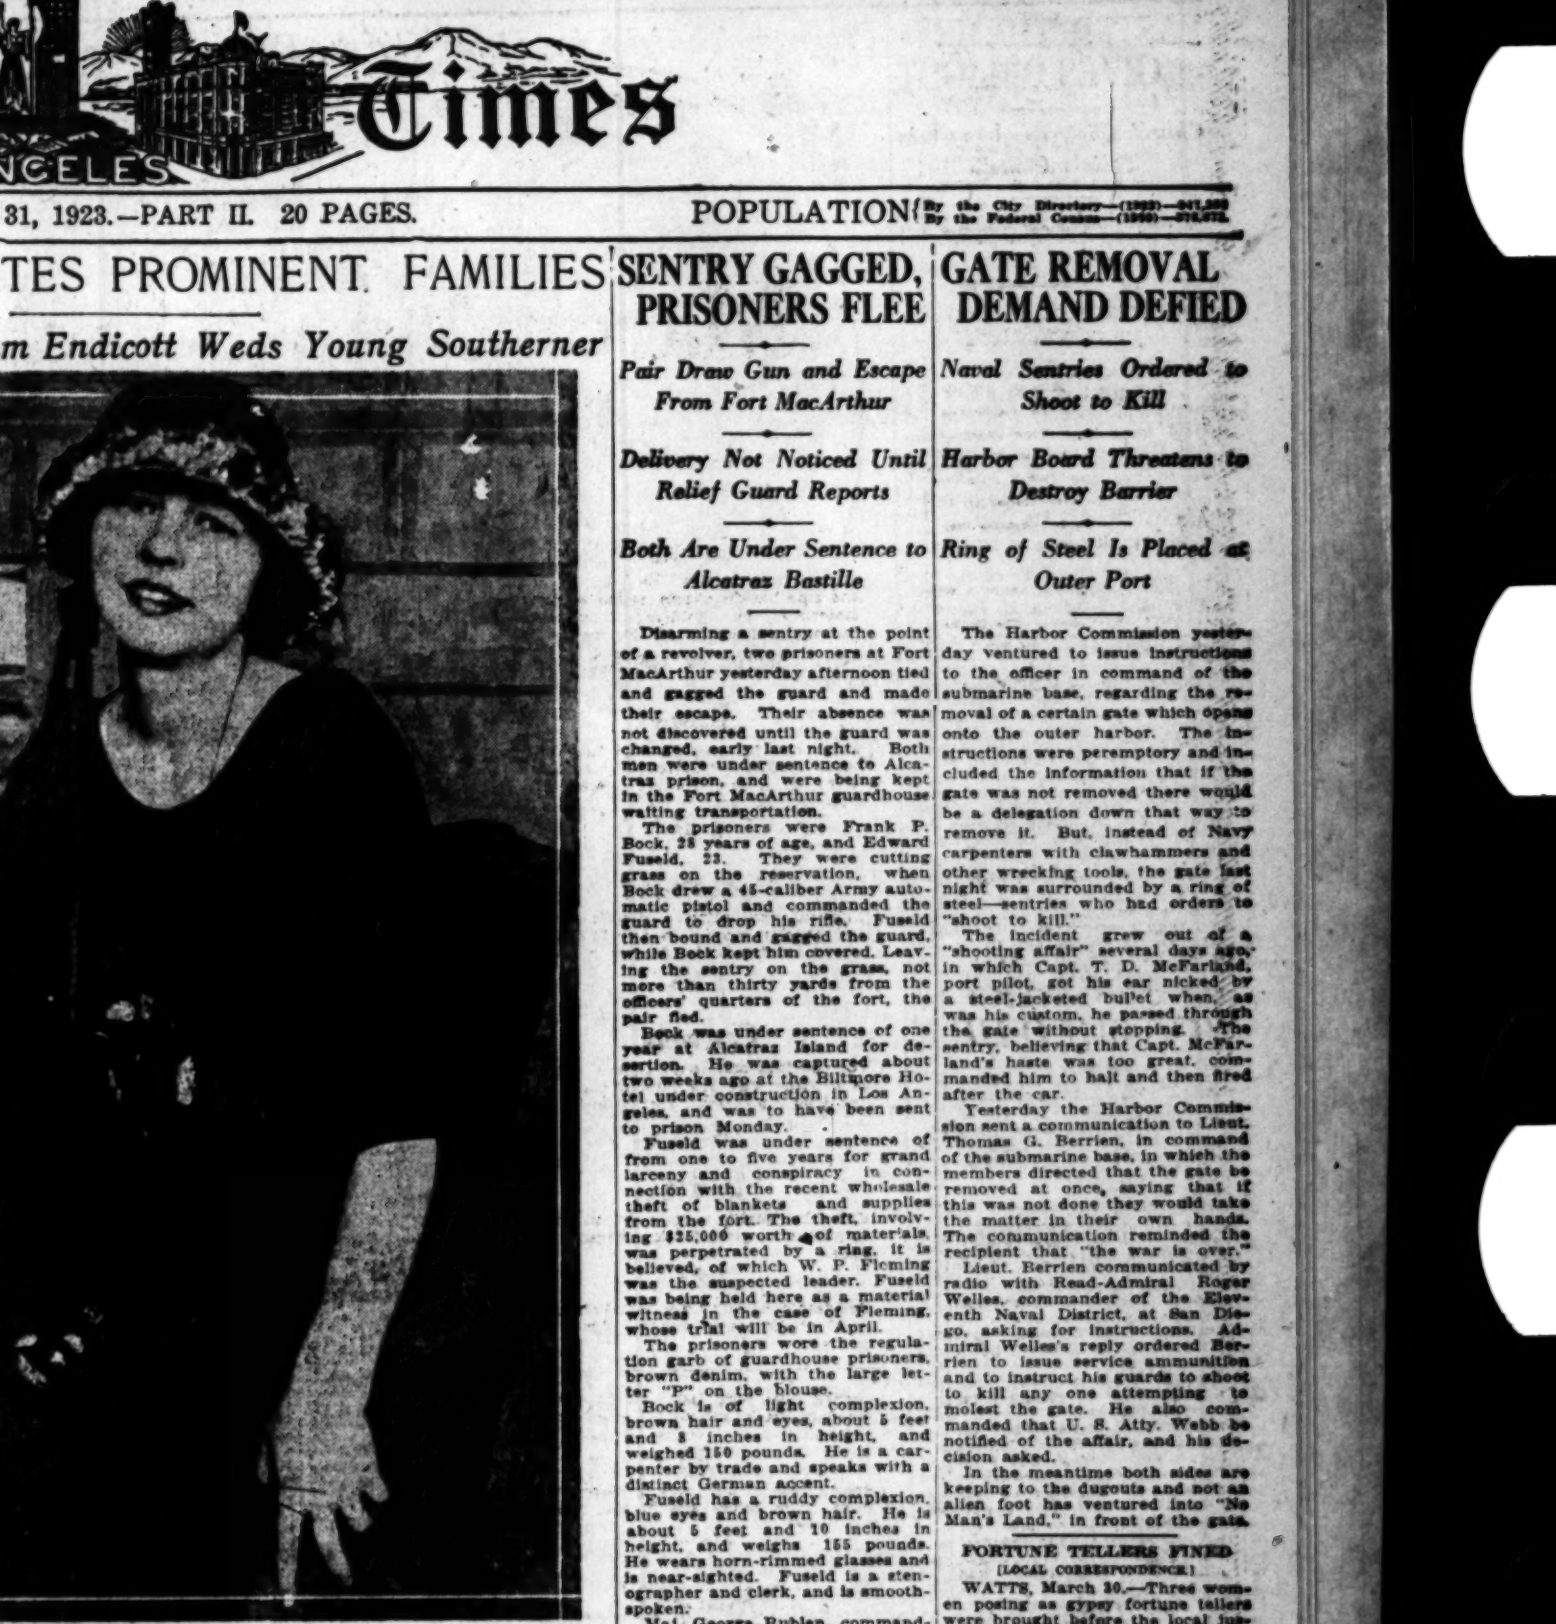 Times
NGELES
31, 1923.—PART II. 20 PAGES.
POPULATION { By the City Directory—(1923)—
By the Federal Census—(1920)—
TES PROMINENT FAMILIES
m Endicott Weds Young Southerner
SENTRY GAGGED,
PRISONERS FLEE
Pair Draw Gun and Escape
From Fort MacArthur
Delivery Not Noticed Until
Relief Guard Reports
Both Are Under Sentence to
Alcatraz Bastille
Disarming a sentry at the point
of a revolver, two prisoners at Fort
MacArthur yesterday afternoon tied
and gagged the guard and made
their escape. Their absence was
not discovered until the guard was
changed, early last night. Both
men were under sentence to Alca-
traz prison, and were being kept
in the Fort MacArthur guardhouse
waiting transportation.
The prisoners were Frank P.
Bock, 28 years of age, and Edward
Fuseld, 23. They were cutting
grass on the reservation, when
Bock drew a 45-caliber Army auto-
matic pistol and commanded the
guard to drop his rifle. Fuseld
then bound and gagged the guard,
while Bock kept him covered. Leav-
ing the sentry on the grass, not
more than thirty yards from the
officers' quarters of the fort, the
pair fled.
Bock was under sentence of one
year at Alcatraz Island for de-
sertion. He was captured about
two weeks ago at the Biltmore Ho-
tel under construction in Los An-
geles, and was to have been sent
to prison Monday.
Fuseld was under sentence of
from one to five years for grand
larceny and conspiracy in con-
nection with the recent wholesale
theft of blankets and supplies
from the fort. The theft, involv-
ing $25,000 worth of materials,
was perpetrated by a ring, it is
believed, of which W. P. Fleming
was the suspected leader. Fuseld
was being held here as a material
witness in the case of Fleming,
whose trial will be in April.
The prisoners wore the regula-
tion garb of guardhouse prisoners,
brown denim, with the large let-
ter "P" on the blouse.
Bock is of light complexion,
brown hair and eyes, about 5 feet
and 8 inches in height, and
weighed 150 pounds. He is a car-
penter by trade and speaks with a
distinct German accent.
Fuseld has a ruddy complexion,
blue eyes and brown hair. He is
about 5 feet and 10 inches in
height, and weighs 155 pounds.
He wears horn-rimmed glasses and
is near-sighted. Fuseld is a sten-
ographer and clerk, and is smooth-
spoken.
Maj. George Ruhlen, command-
GATE REMOVAL
DEMAND DEFIED
Naval Sentries Ordered to
Shoot to Kill
Harbor Board Threatens to
Destroy Barrier
Ring of Steel Is Placed at
Outer Port
The Harbor Commission yester-
day ventured to issue instructions
to the officer in command of the
submarine base, regarding the re-
moval of a certain gate which opens
onto the outer harbor. The in-
structions were peremptory and in-
cluded the information that if the
gate was not removed there would
be a delegation down that way to
remove it. But, instead of Navy
carpenters with clawhammers and
other wrecking tools, the gate last
night was surrounded by a ring of
steel—sentries who had orders to
"shoot to kill."
The incident grew out of a
"shooting affair" several days ago,
in which Capt. T. D. McFarland,
port pilot, got his ear nicked by
a steel-jacketed bullet when, as
was his custom, he passed through
the gate without stopping. The
sentry, believing that Capt. McFar-
land's haste was too great, com-
manded him to halt and then fired
after the car.
Yesterday the Harbor Commis-
sion sent a communication to Lieut.
Thomas G. Berrien, in command
of the submarine base, in which the
members directed that the gate be
removed at once, saying that if
this was not done they would take
the matter in their own hands.
The communication reminded the
recipient that "the war is over."
Lieut. Berrien communicated by
radio with Read-Admiral Roger
Welles, commander of the Elev-
enth Naval District, at San Die-
go, asking for instructions. Ad-
miral Welles's reply ordered Ber-
rien to issue service ammunition
and to instruct his guards to shoot
to kill any one attempting to
molest the gate. He also com-
manded that U. S. Atty. Webb be
notified of the affair, and his de-
cision asked.
In the meantime both sides are
keeping to the dugouts and not an
alien foot has ventured into "No
Man's Land," in front of the gate.
FORTUNE TELLERS FINED
[LOCAL CORRESPONDENCE]
WATTS, March 30.—Three wom-
en posing as gypsy fortune tellers
were brought before the local jus-